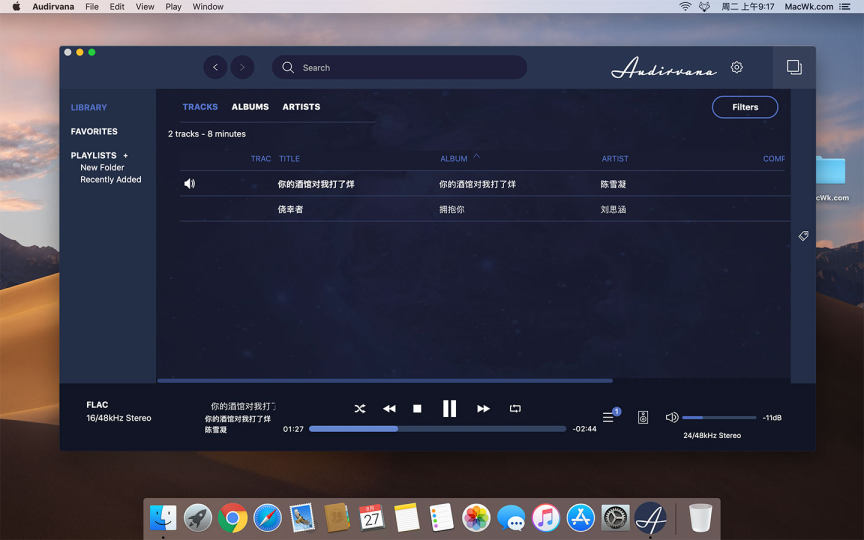 Audirvana File Edit View Play Window 周二 上午9:17 MacWk.com
Search Audirvana
LIBRARY TRACKS ALBUMS ARTISTS Filters
FAVORITES 2 tracks - 8 minutes
PLAYLISTS +
New Folder
Recently Added
TRAC TITLE ALBUM ARTIST COMP
你的酒馆对我打了烊 你的酒馆对我打了烊 陈雪凝
侥幸者 拥抱你 刘思涵
cWk.com
FLAC
16/48kHz Stereo
你的酒馆对我打
你的酒馆对我打了烊
陈雪凝
01:27 -02:44
1
-11dB
24/48kHz Stereo
8月
27